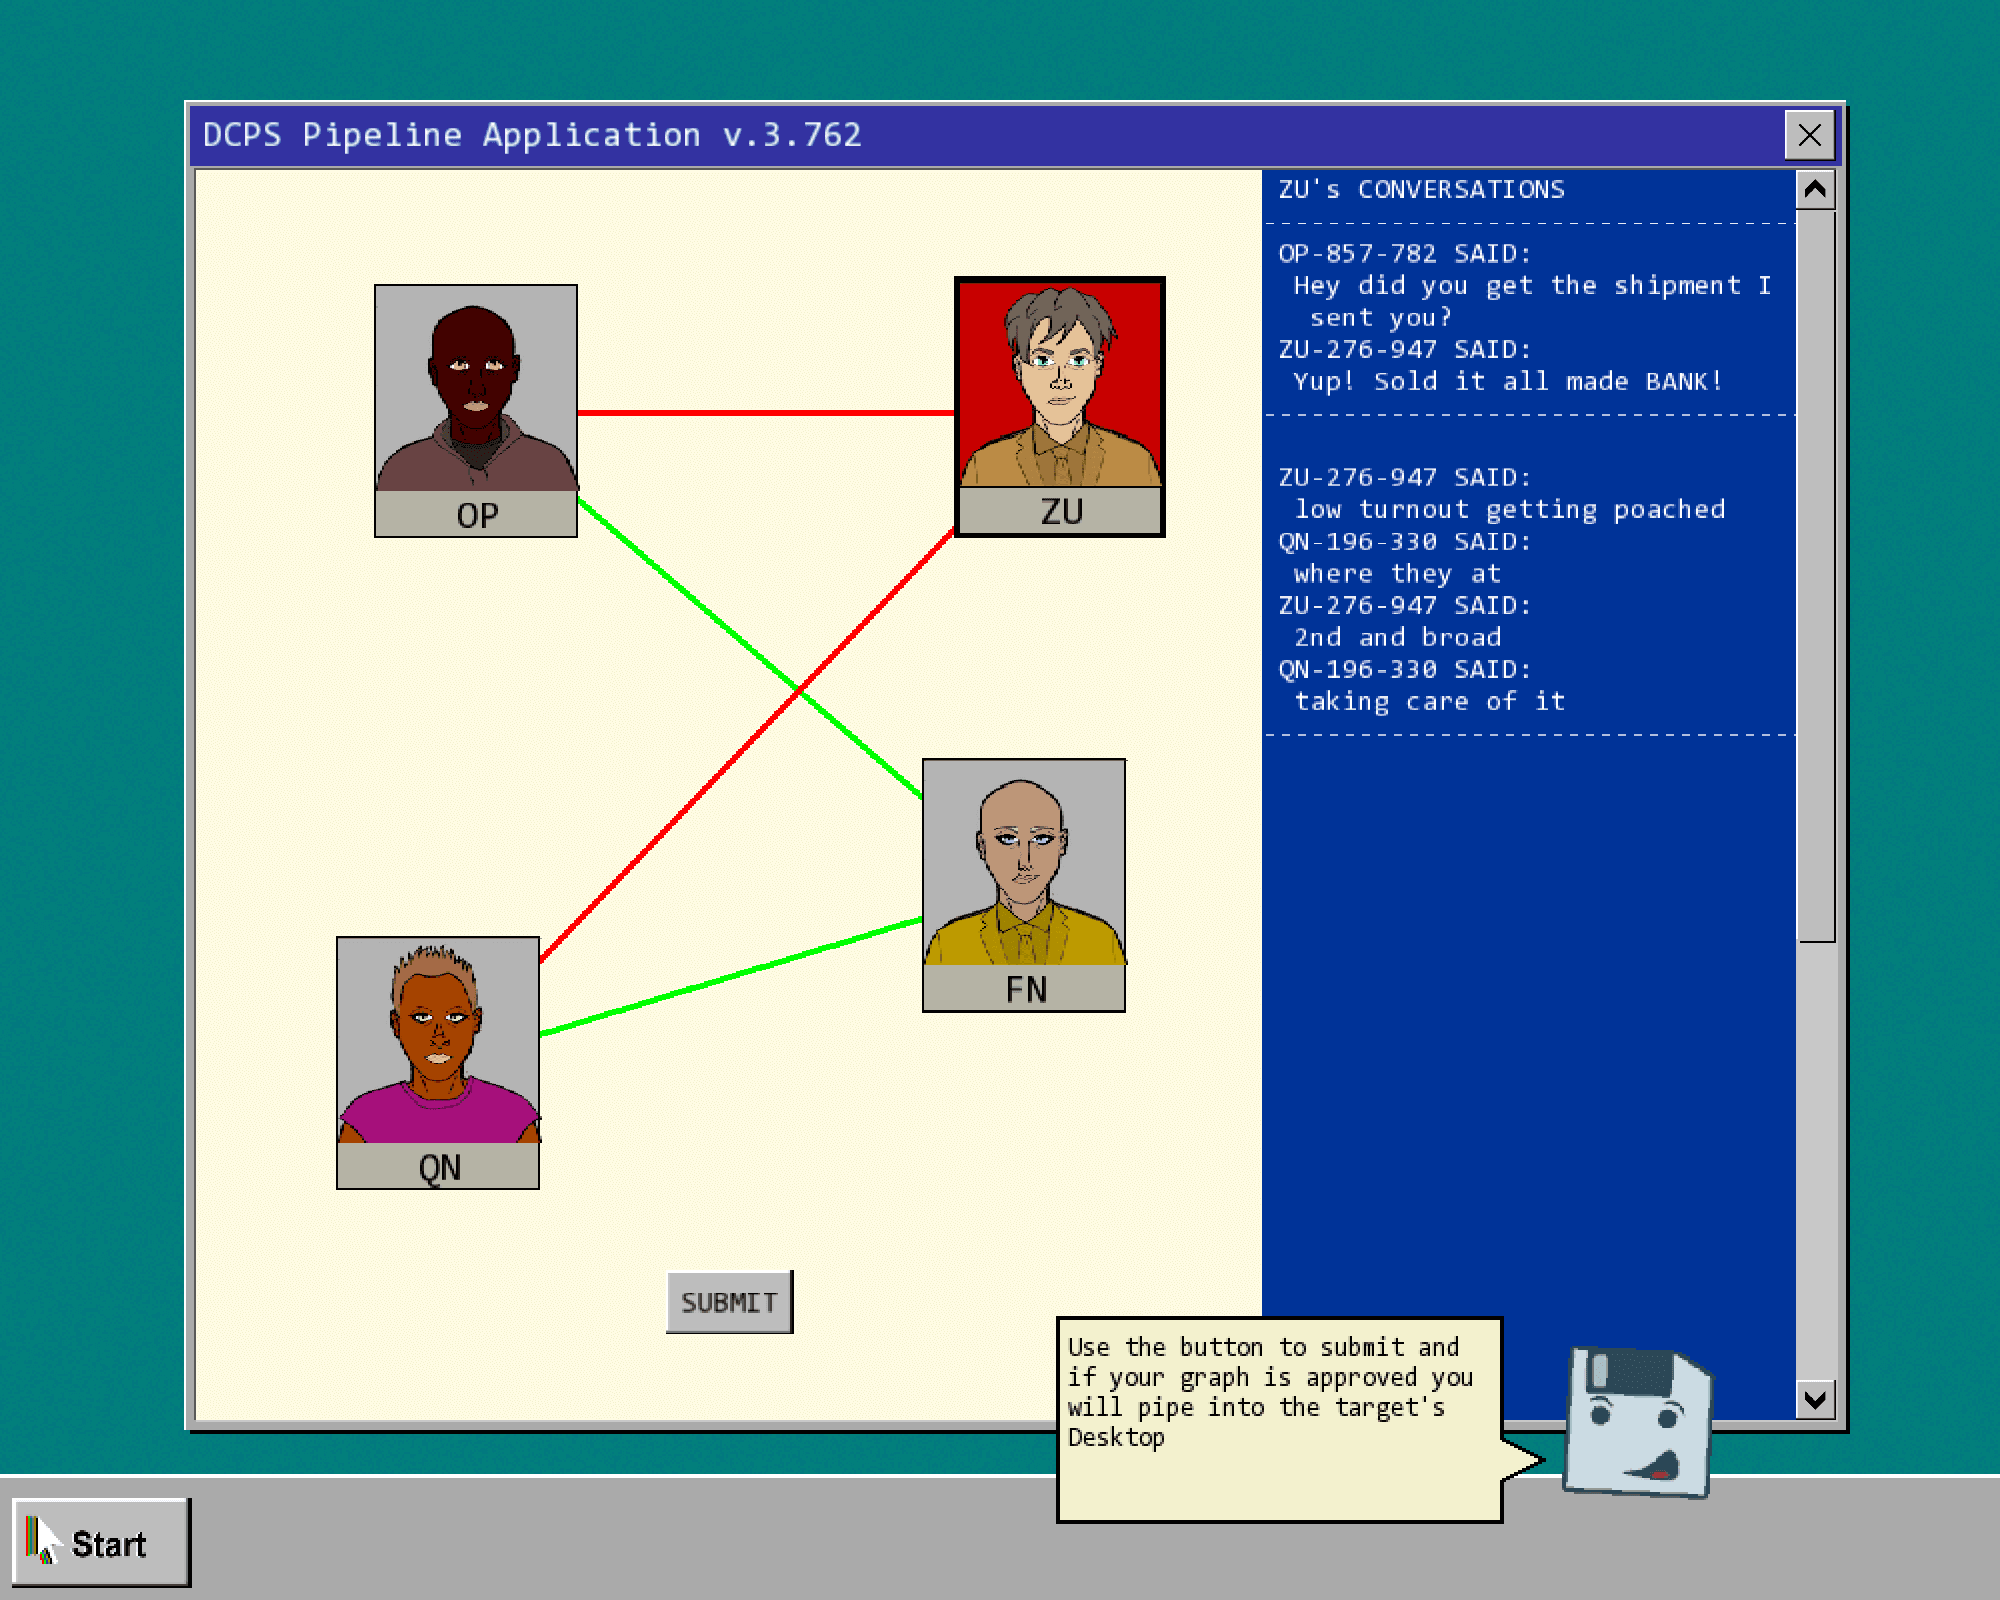 DCPS Pipeline Application v.3.762
ZU's CONVERSATIONS
OP-857-782 SAID:
Hey did you get the shipment I
sent you?
ZU-276-947 SAID:
Yup! Sold it all made BANK!
ZU-276-947 SAID:
low turnout getting poached
QN-196-330 SAID:
where they at
ZU-276-947 SAID:
2nd and broad
QN-196-330 SAID:
taking care of it
OP
ZU
FN
QN
SUBMIT
Use the button to submit and
if your graph is approved you
will pipe into the target's
Desktop
Start